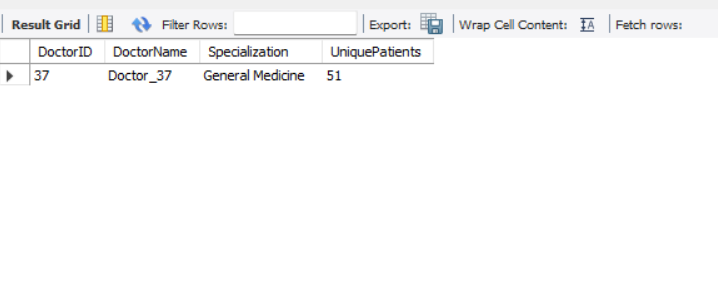 Result Grid Filter Rows: Export: Wrap Cell Content: IA Fetch rows:
DoctorID DoctorName Specialization UniquePatients
37 Doctor_37 General Medicine 51